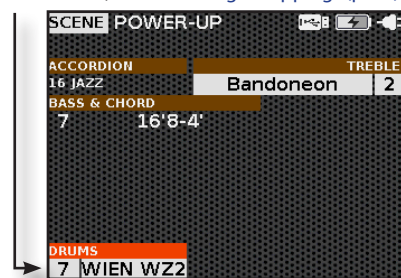 SCENE POWER-UP
ACCORDION TREBLE
16 JAZZ Bandoneon 2
BASS & CHORD
7 16'8-4'
DRUMS
7 WIEN WZ2